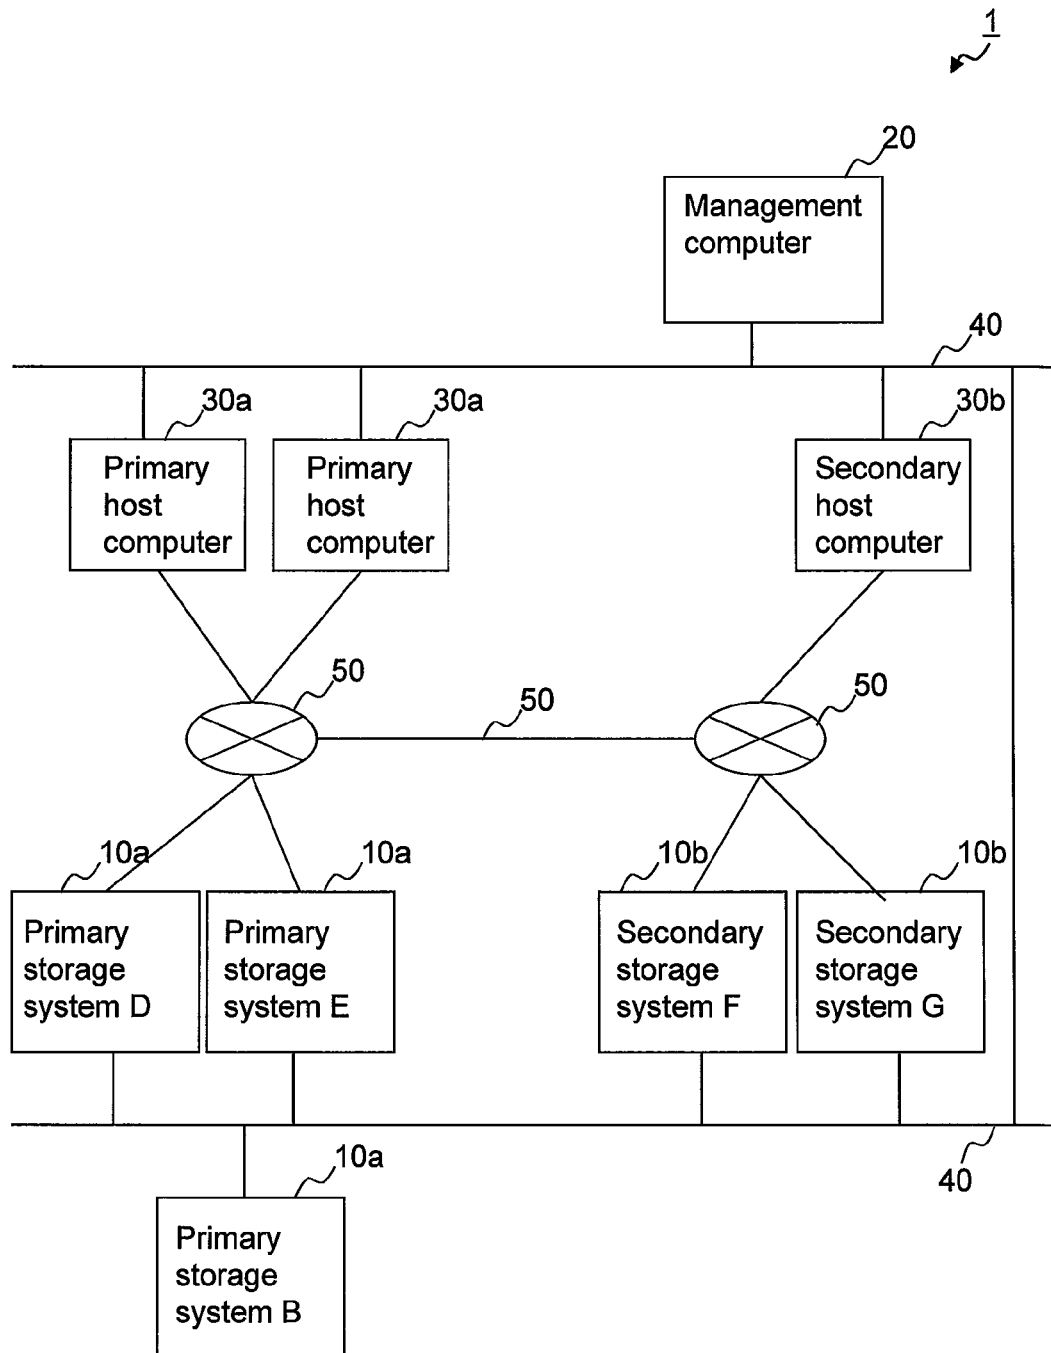 1
20
Management
computer
40
30a
30a
30b
Primary
host
computer
Primary
host
computer
Secondary
host
computer
50
50
50
10a
10a
10b
10b
Primary
storage
system D
Primary
storage
system E
Secondary
storage
system F
Secondary
storage
system G
10a
40
Primary
storage
system B